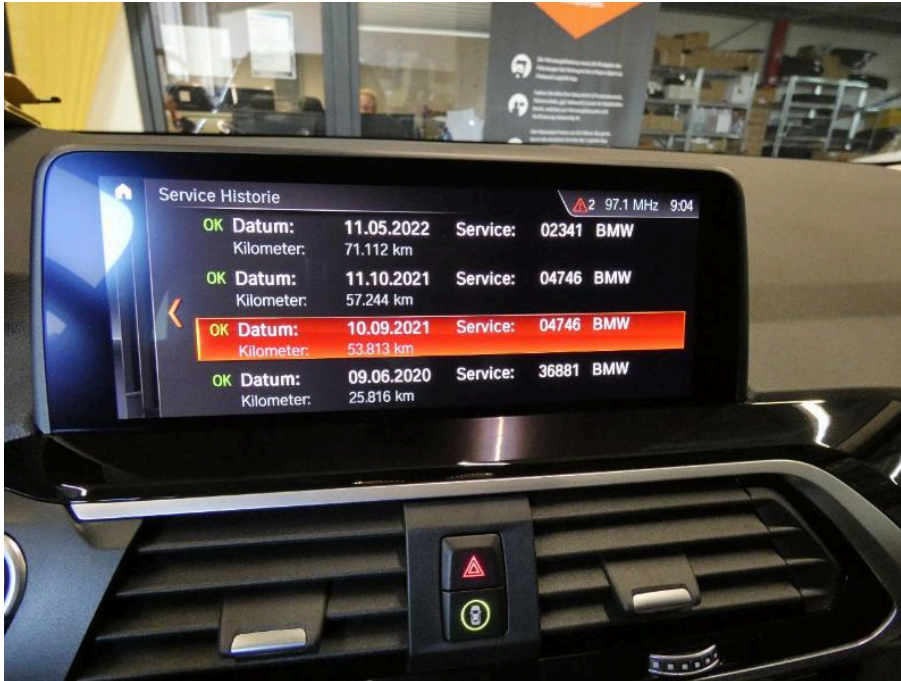 Service Historie
2 97.1 MHz 9:04
OK Datum: 11.05.2022 Service: 02341 BMW
Kilometer: 71.112 km
OK Datum: 11.10.2021 Service: 04746 BMW
Kilometer: 57.244 km
OK Datum: 10.09.2021 Service: 04746 BMW
Kilometer: 53.813 km
OK Datum: 09.06.2020 Service: 36881 BMW
Kilometer: 25.816 km